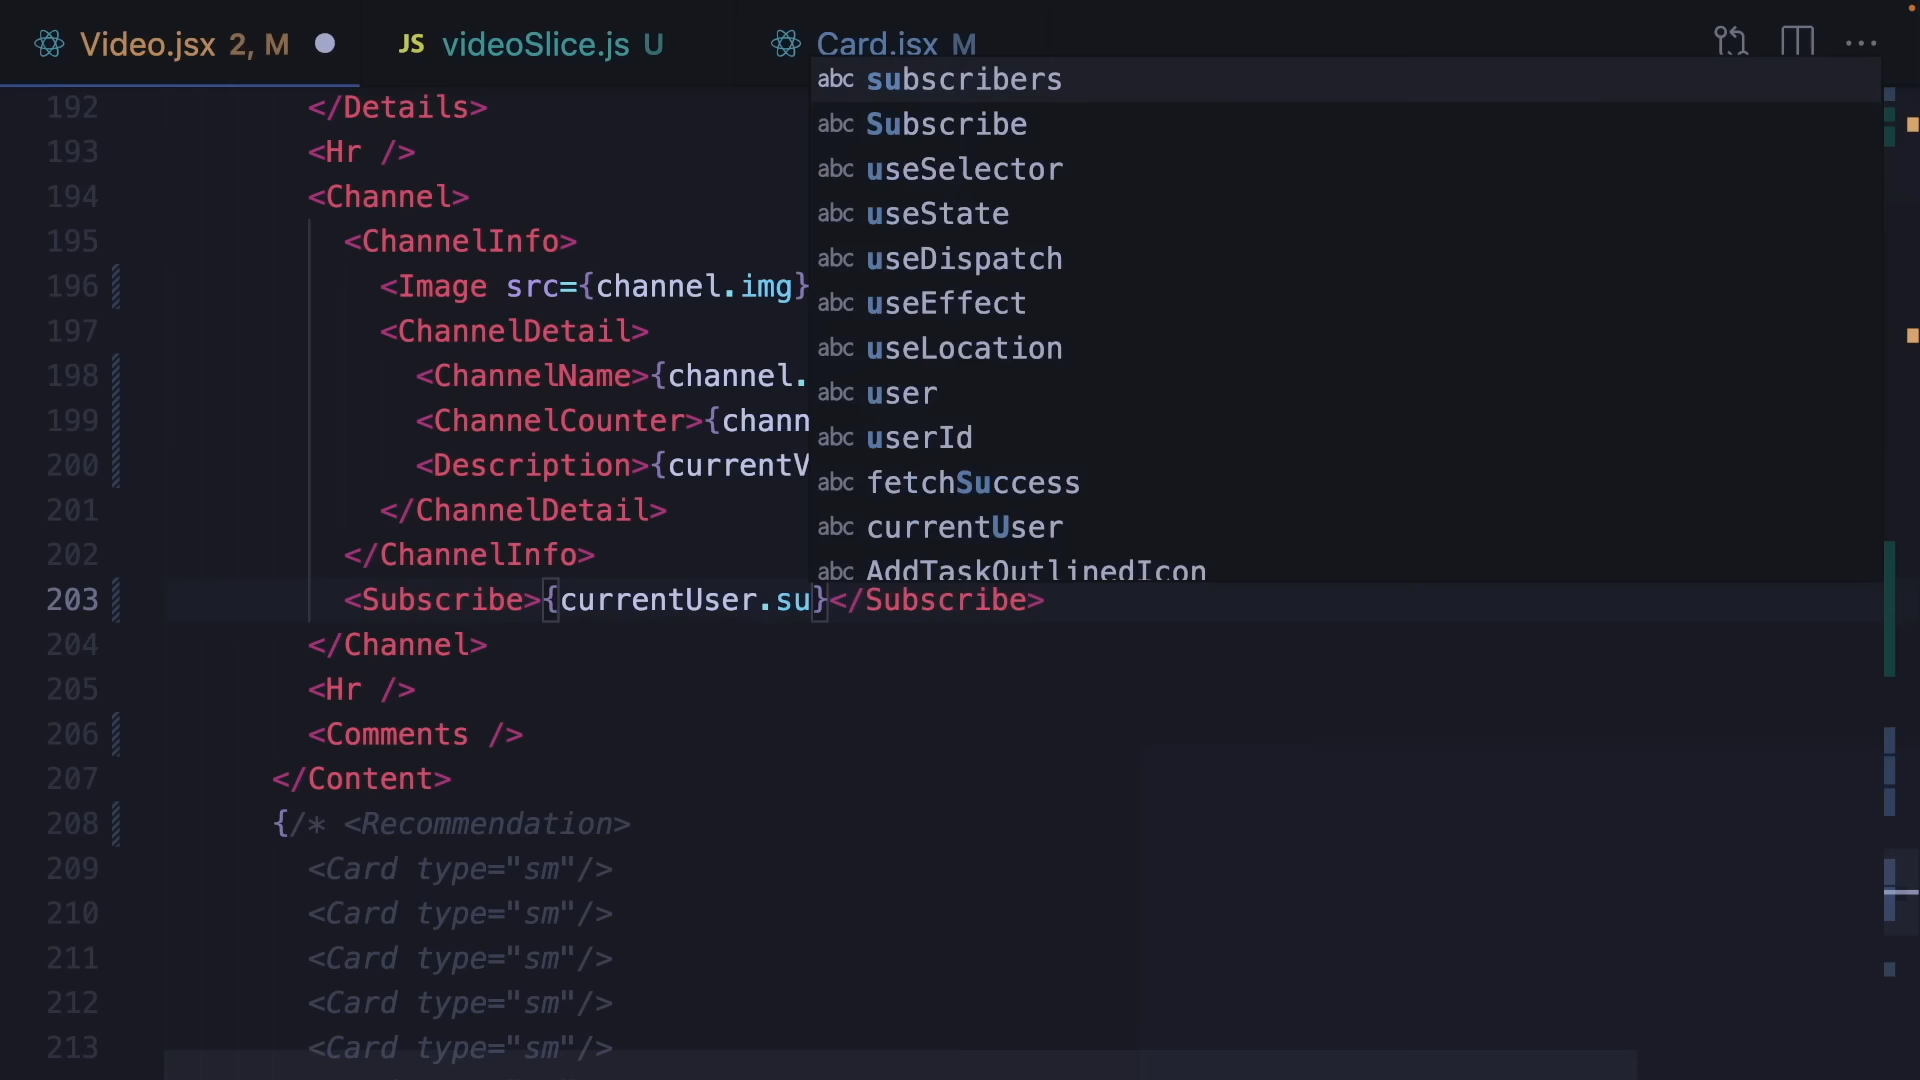 Video.jsx 2, M
JS videoSlice.js U
Card.jsx M
abc subscribers
abc Subscribe
abc useSelector
abc useState
abc useDispatch
abc useEffect
abc useLocation
abc user
abc userId
abc fetchSuccess
abc currentUser
abc AddTaskOutlinedIcon
192 </Details>
193 <Hr />
194 <Channel>
195 <ChannelInfo>
196 <Image src={channel.img}
197 <ChannelDetail>
198 <ChannelName>{channel.
199 <ChannelCounter>{chann
200 <Description>{currentV
201 </ChannelDetail>
202 </ChannelInfo>
203 <Subscribe>{currentUser.su}</Subscribe>
204 </Channel>
205 <Hr />
206 <Comments />
207 </Content>
208 {/* <Recommendation>
209 <Card type="sm"/>
210 <Card type="sm"/>
211 <Card type="sm"/>
212 <Card type="sm"/>
213 <Card type="sm"/>